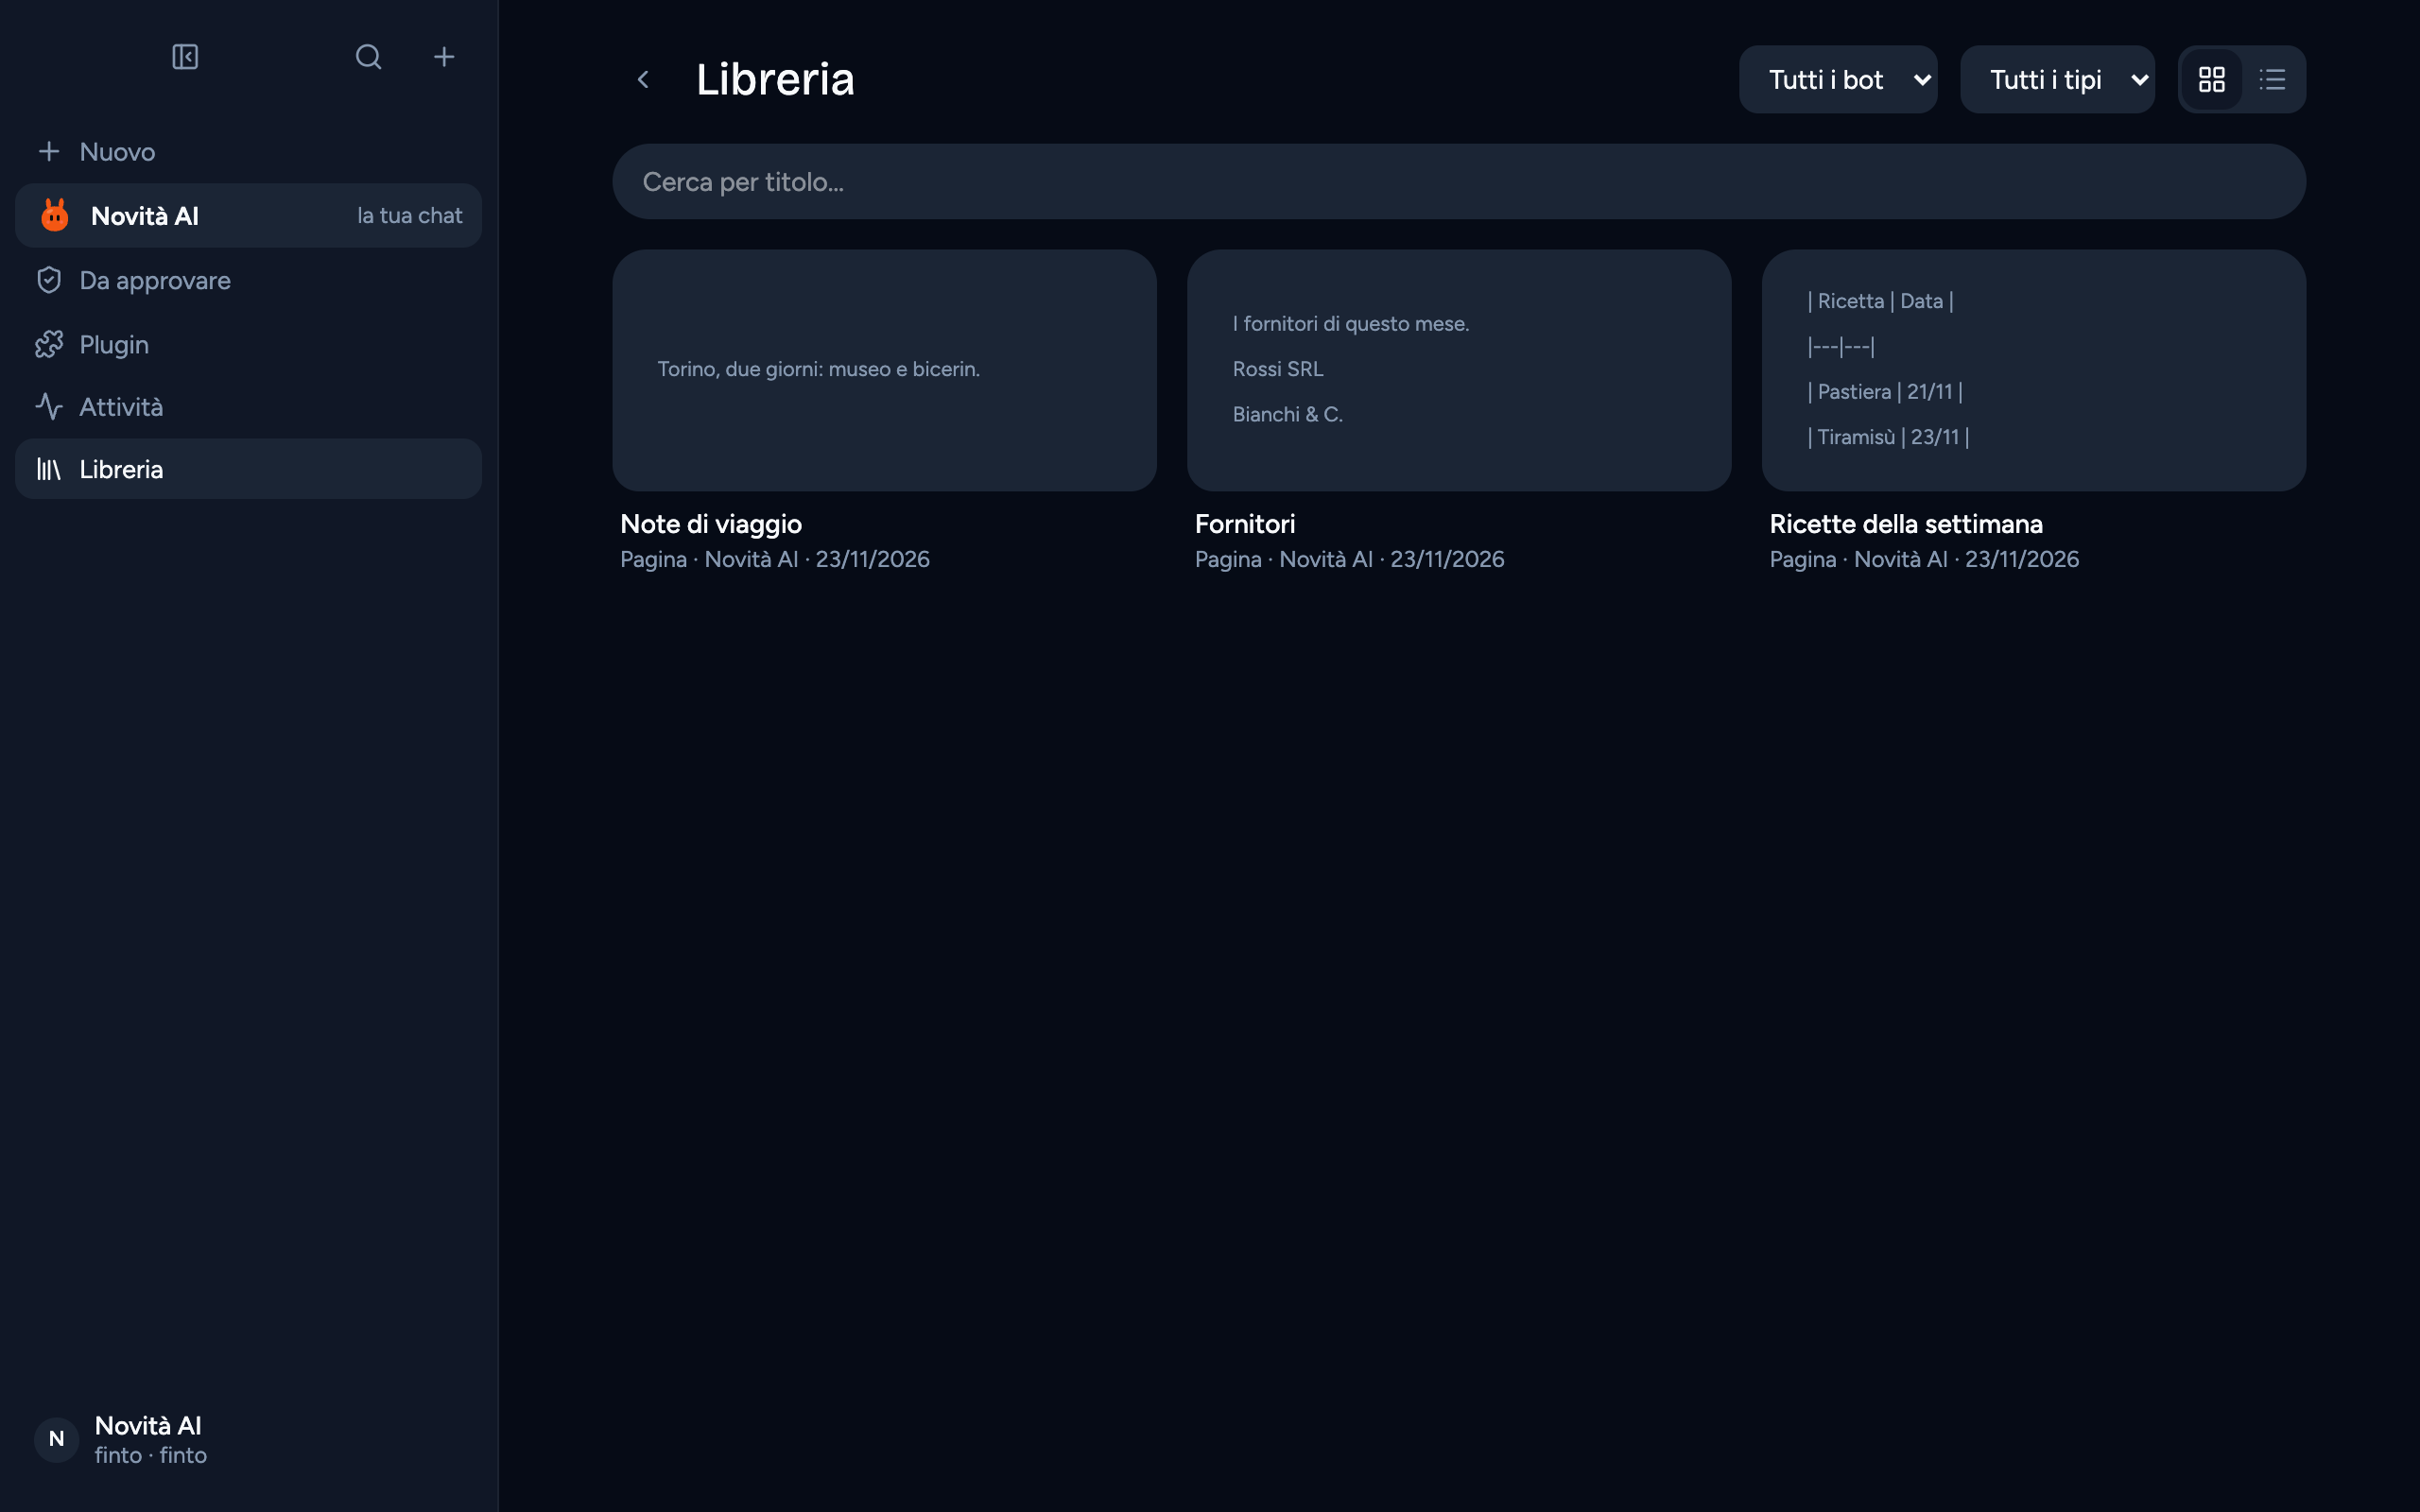 Nuovo
Novità AI
la tua chat
Da approvare
Plugin
Attività
Libreria
N
Novità AI
finto · finto
Libreria
Tutti i bot
Tutti i tipi
Cerca per titolo...
Torino, due giorni: museo e bicerin.
Note di viaggio
Pagina · Novità AI · 23/11/2026
I fornitori di questo mese.
Rossi SRL
Bianchi & C.
Fornitori
Pagina · Novità AI · 23/11/2026
| Ricetta | Data |
|---|---|
| Pastiera | 21/11 |
| Tiramisù | 23/11 |
Ricette della settimana
Pagina · Novità AI · 23/11/2026